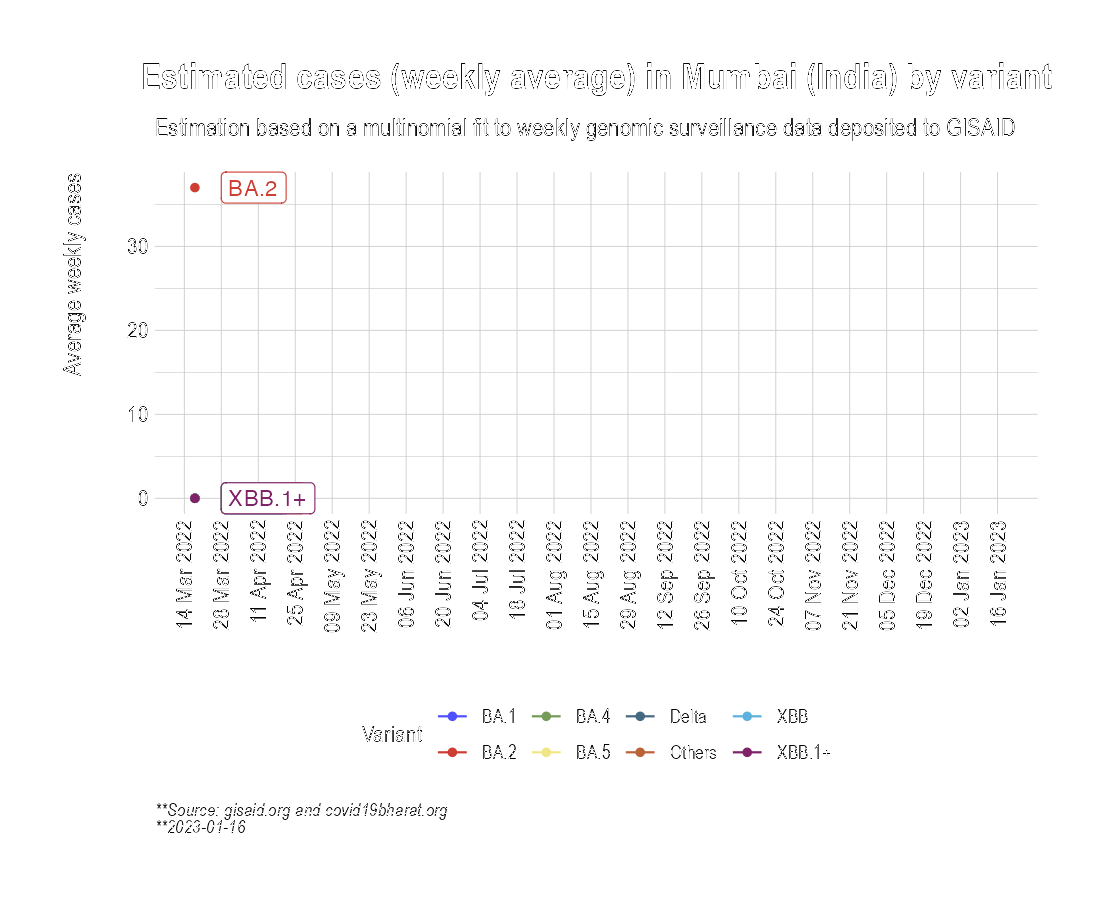 Estimated cases (weekly average) in Mumbai (India) by variant
Estimation based on a multinomial fit to weekly genomic surveillance data deposited to GISAID
Average weekly cases
BA.2
30
20
10
0
XBB.1+
14 Mar 2022
28 Mar 2022
11 Apr 2022
25 Apr 2022
09 May 2022
23 May 2022
06 Jun 2022
20 Jun 2022
04 Jul 2022
18 Jul 2022
01 Aug 2022
15 Aug 2022
29 Aug 2022
12 Sep 2022
26 Sep 2022
10 Oct 2022
24 Oct 2022
07 Nov 2022
21 Nov 2022
05 Dec 2022
19 Dec 2022
02 Jan 2023
16 Jan 2023
Variant
BA.1 BA.4 Delta XBB
BA.2 BA.5 Others XBB.1+
**Source: gisaid.org and covid19bharat.org
**2023-01-16